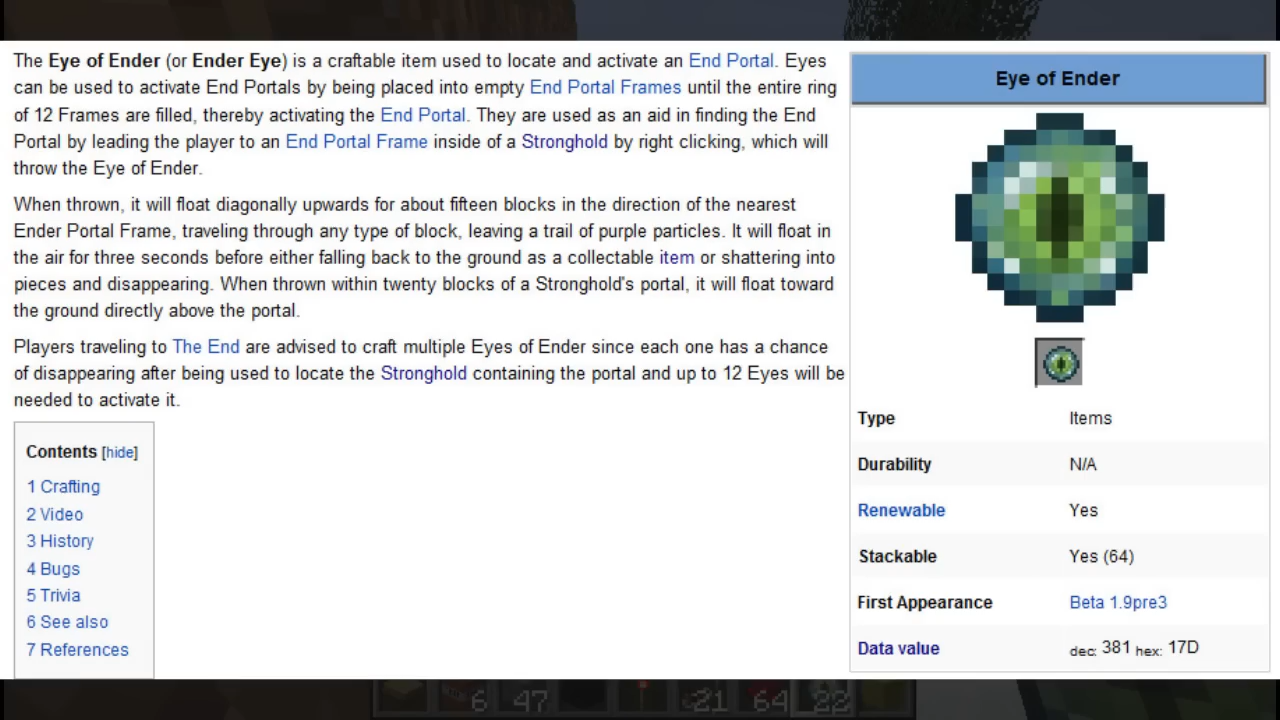 The Eye of Ender (or Ender Eye) is a craftable item used to locate and activate an End Portal. Eyes
can be used to activate End Portals by being placed into empty End Portal Frames until the entire ring
of 12 Frames are filled, thereby activating the End Portal. They are used as an aid in finding the End
Portal by leading the player to an End Portal Frame inside of a Stronghold by right clicking, which will
throw the Eye of Ender.
When thrown, it will float diagonally upwards for about fifteen blocks in the direction of the nearest
Ender Portal Frame, traveling through any type of block, leaving a trail of purple particles. It will float in
the air for three seconds before either falling back to the ground as a collectable item or shattering into
pieces and disappearing. When thrown within twenty blocks of a Stronghold's portal, it will float toward
the ground directly above the portal.
Players traveling to The End are advised to craft multiple Eyes of Ender since each one has a chance
of disappearing after being used to locate the Stronghold containing the portal and up to 12 Eyes will be
needed to activate it.
Contents [hide]
1 Crafting
2 Video
3 History
4 Bugs
5 Trivia
6 See also
7 References
Eye of Ender
Type Items
Durability N/A
Renewable Yes
Stackable Yes (64)
First Appearance Beta 1.9pre3
Data value dec: 381 hex: 17D
6 47 21 64 22